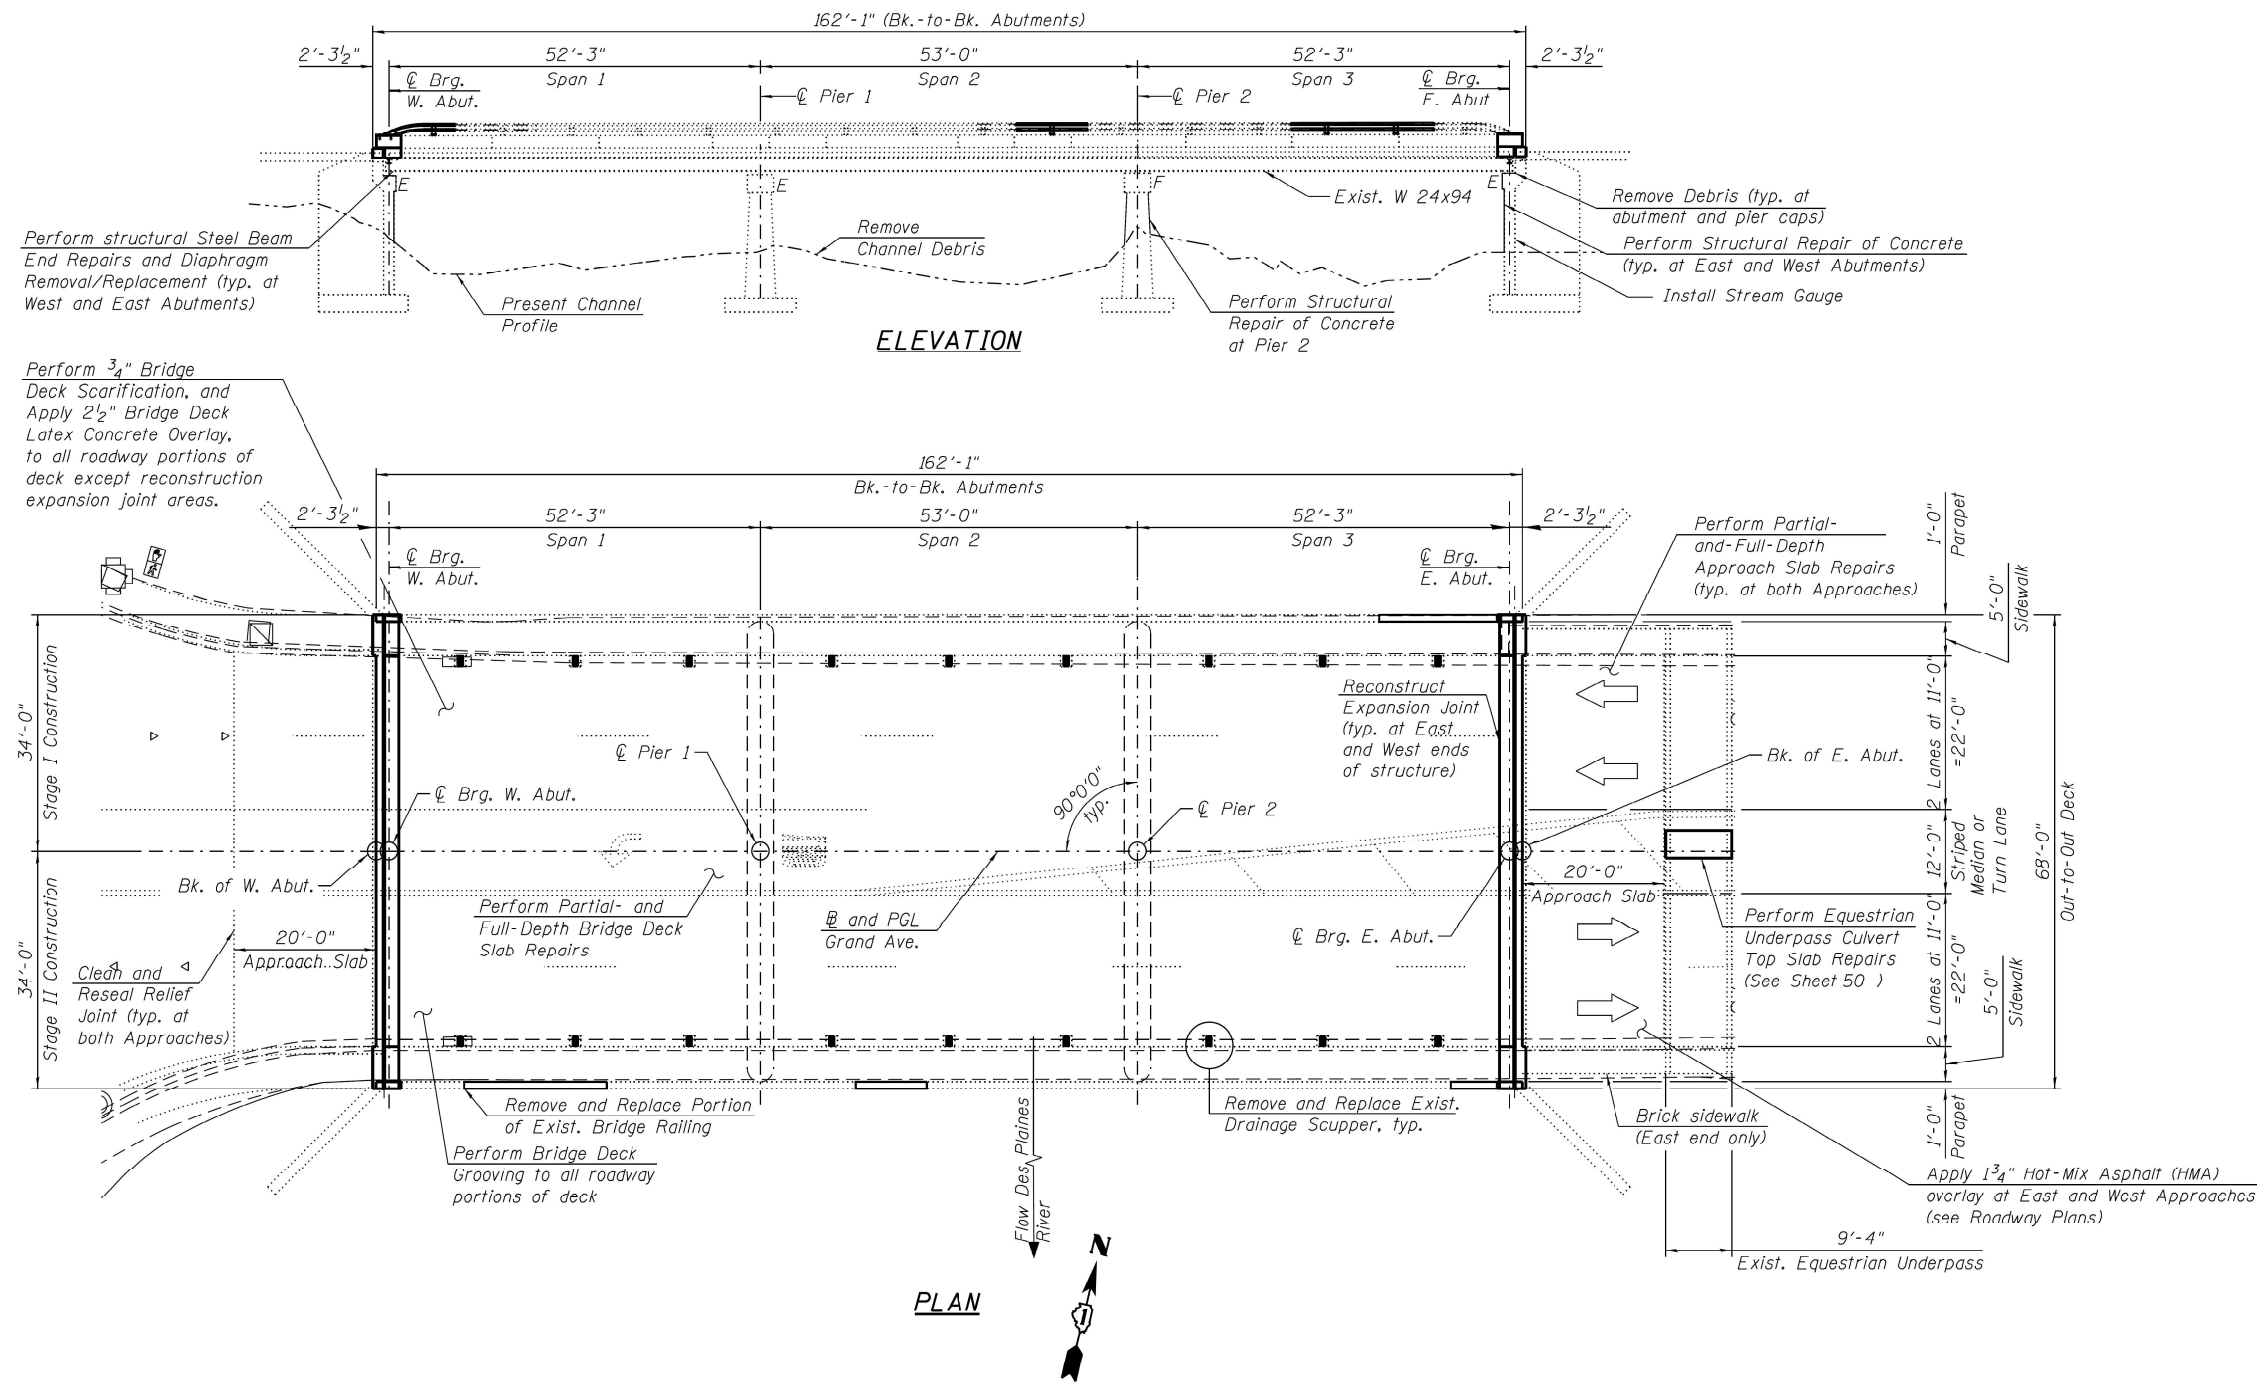 162'-1" (Bk.-to-Bk. Abutments)
2'-3½"
52'-3"
53'-0"
52'-3"
2'-3½"
Span 1
Span 2
Span 3
℄ Brg.
W. Abut.
℄ Pier 1
℄ Pier 2
℄ Brg.
E. Abut
E
E
F
E
Exist. W 24x94
Remove Debris (typ. at
abutment and pier caps)
Perform structural Steel Beam
End Repairs and Diaphragm
Removal/Replacement (typ. at
West and East Abutments)
Remove
Channel Debris
Perform Structural Repair of Concrete
(typ. at East and West Abutments)
Install Stream Gauge
Present Channel
Profile
Perform Structural
Repair of Concrete
at Pier 2
ELEVATION
Perform ¾" Bridge
Deck Scarification, and
Apply 2½" Bridge Deck
Latex Concrete Overlay,
to all roadway portions of
deck except reconstruction
expansion joint areas.
162'-1"
Bk.-to-Bk. Abutments
2'-3½"
52'-3"
53'-0"
52'-3"
2'-3½"
Span 1
Span 2
Span 3
℄ Brg.
W. Abut.
℄ Brg.
E. Abut.
Perform Partial-
and-Full-Depth
Approach Slab Repairs
(typ. at both Approaches)
1'-0"
Parapet
5'-0"
Sidewalk
34'-0"
Stage I Construction
Reconstruct
Expansion Joint
(typ. at East
and West ends
of structure)
2 Lanes at 11'-0"
=22'-0"
℄ Pier 1
Bk. of E. Abut.
℄ Brg. W. Abut.
90°0'0"
typ.
℄ Pier 2
12'-0"
Striped
Median or
Turn Lane
68'-0"
Out-to-Out Deck
Bk. of W. Abut.
20'-0"
Approach Slab
Perform Partial- and
Full-Depth Bridge Deck
Slab Repairs
℄ and PGL
Grand Ave.
℄ Brg. E. Abut.
Perform Equestrian
Underpass Culvert
Top Slab Repairs
(See Sheet 50 )
34'-0"
Stage II Construction
20'-0"
Approach Slab
Clean and
Reseal Relief
Joint (typ. at
both Approaches)
2 Lanes at 11'-0"
=22'-0"
5'-0"
Sidewalk
Remove and Replace Portion
of Exist. Bridge Railing
Remove and Replace Exist.
Drainage Scupper, typ.
Brick sidewalk
(East end only)
1'-0"
Parapet
Perform Bridge Deck
Grooving to all roadway
portions of deck
Flow Des Plaines
River
Apply 1¾" Hot-Mix Asphalt (HMA)
overlay at East and West Approaches
(see Roadway Plans)
9'-4"
Exist. Equestrian Underpass
N
1
PLAN